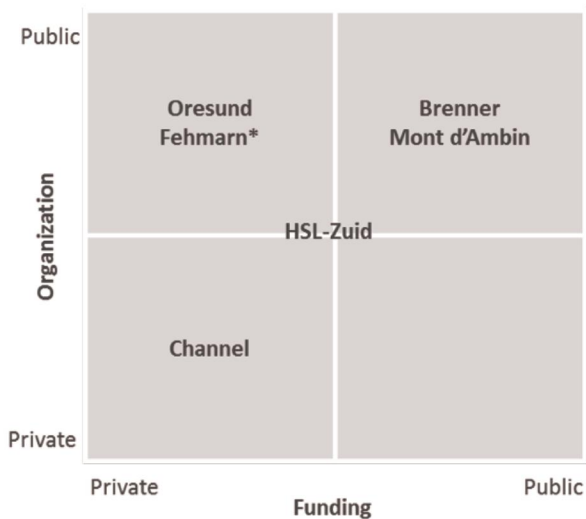 Public
Oresund
Fehmarn*
Brenner
Mont d'Ambin
Organization
HSL-Zuid
Channel
Private
Private
Public
Funding